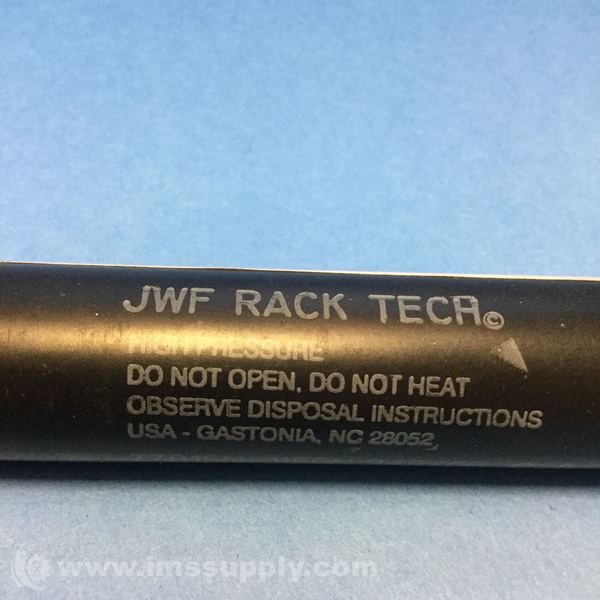 JWF RACK TECH©
HIGH PRESSURE
DO NOT OPEN, DO NOT HEAT
OBSERVE DISPOSAL INSTRUCTIONS
USA - GASTONIA, NC 28052
www.imssupply.com